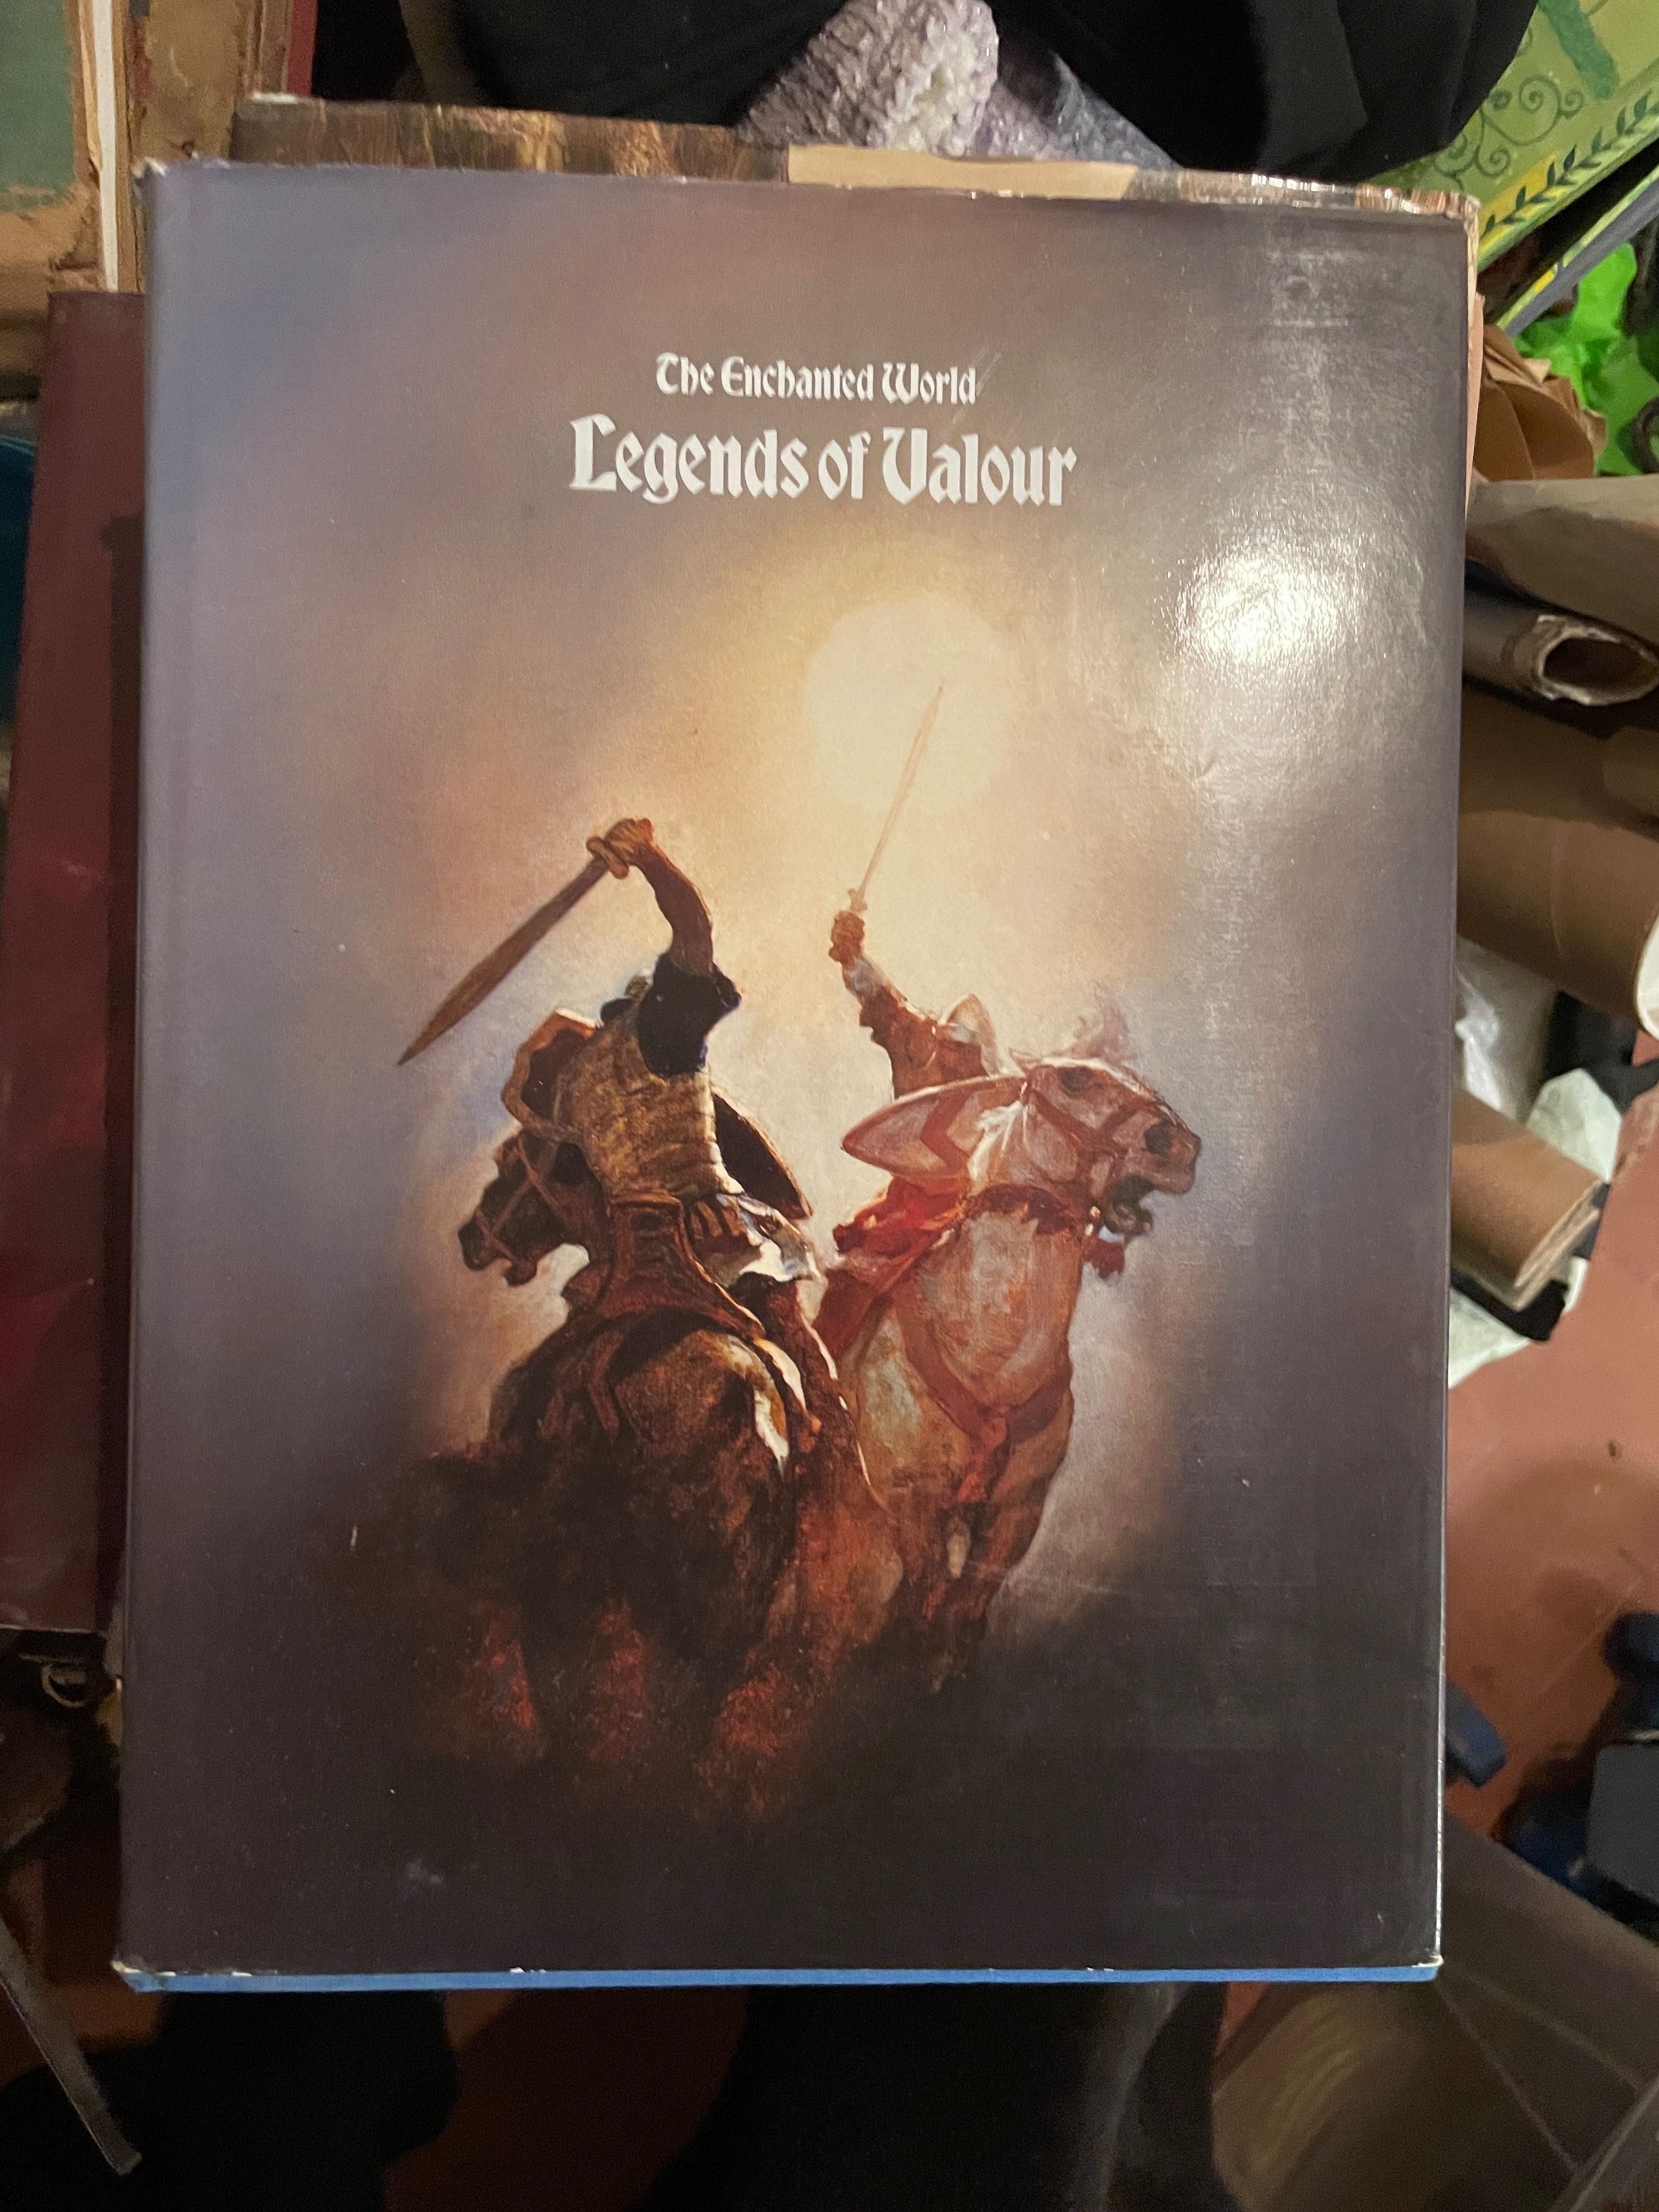 The Enchanted World
Legends of Valour